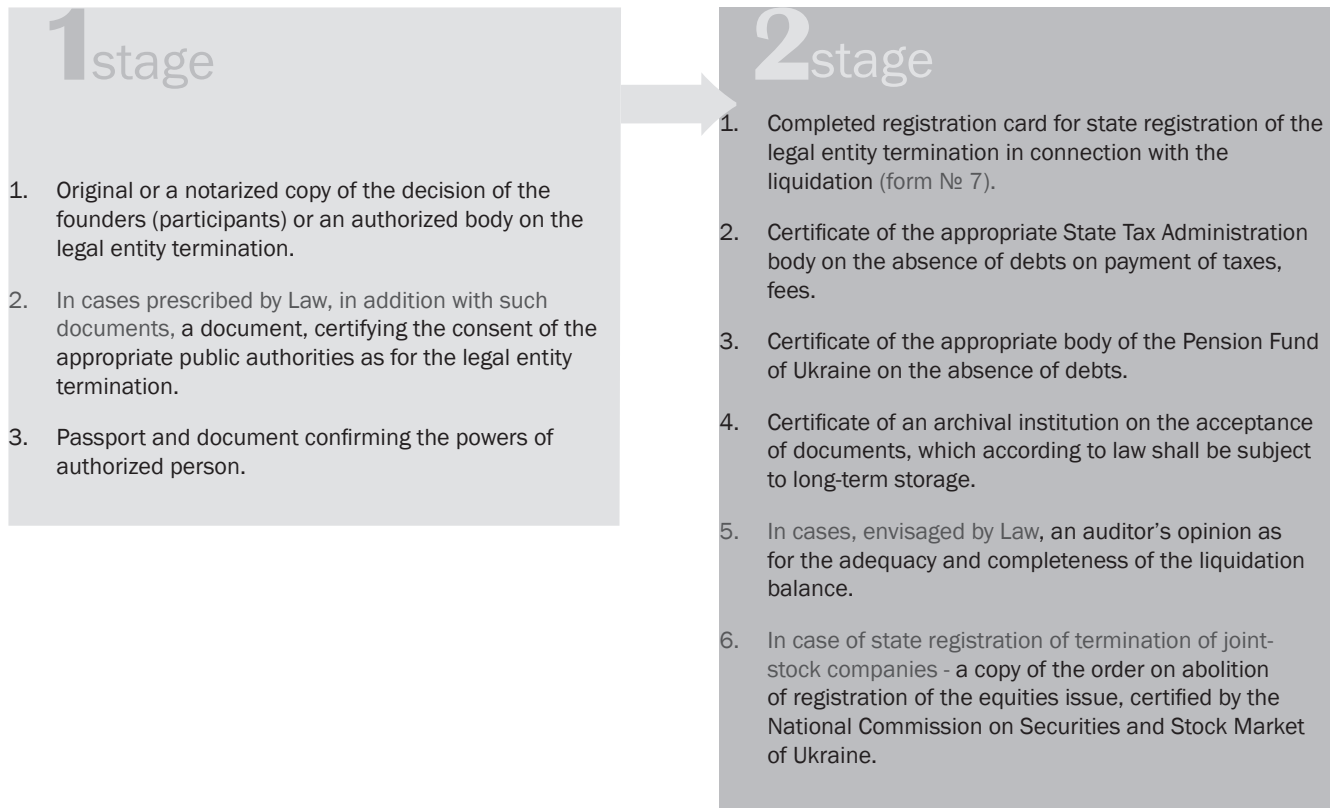 1 stage
1. Original or a notarized copy of the decision of the
founders (participants) or an authorized body on the
legal entity termination.
2. In cases prescribed by Law, in addition with such
documents, a document, certifying the consent of the
appropriate public authorities as for the legal entity
termination.
3. Passport and document confirming the powers of
authorized person.
2 stage
1. Completed registration card for state registration of the
legal entity termination in connection with the
liquidation (form № 7).
2. Certificate of the appropriate State Tax Administration
body on the absence of debts on payment of taxes,
fees.
3. Certificate of the appropriate body of the Pension Fund
of Ukraine on the absence of debts.
4. Certificate of an archival institution on the acceptance
of documents, which according to law shall be subject
to long-term storage.
5. In cases, envisaged by Law, an auditor’s opinion as
for the adequacy and completeness of the liquidation
balance.
6. In case of state registration of termination of joint-
stock companies - a copy of the order on abolition
of registration of the equities issue, certified by the
National Commission on Securities and Stock Market
of Ukraine.